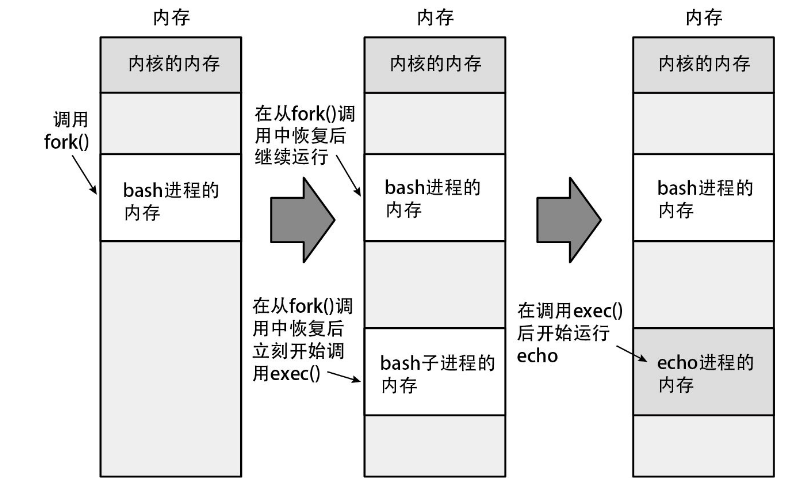 内存
内核的内存
调用
fork()
bash进程的
内存
内存
内核的内存
在从fork()调
用中恢复后
继续运行
bash进程的
内存
在从fork()调
用中恢复后
立刻开始调
用exec()
bash子进程的
内存
内存
内核的内存
bash进程的
内存
在调用exec()
后开始运行
echo
echo进程的
内存